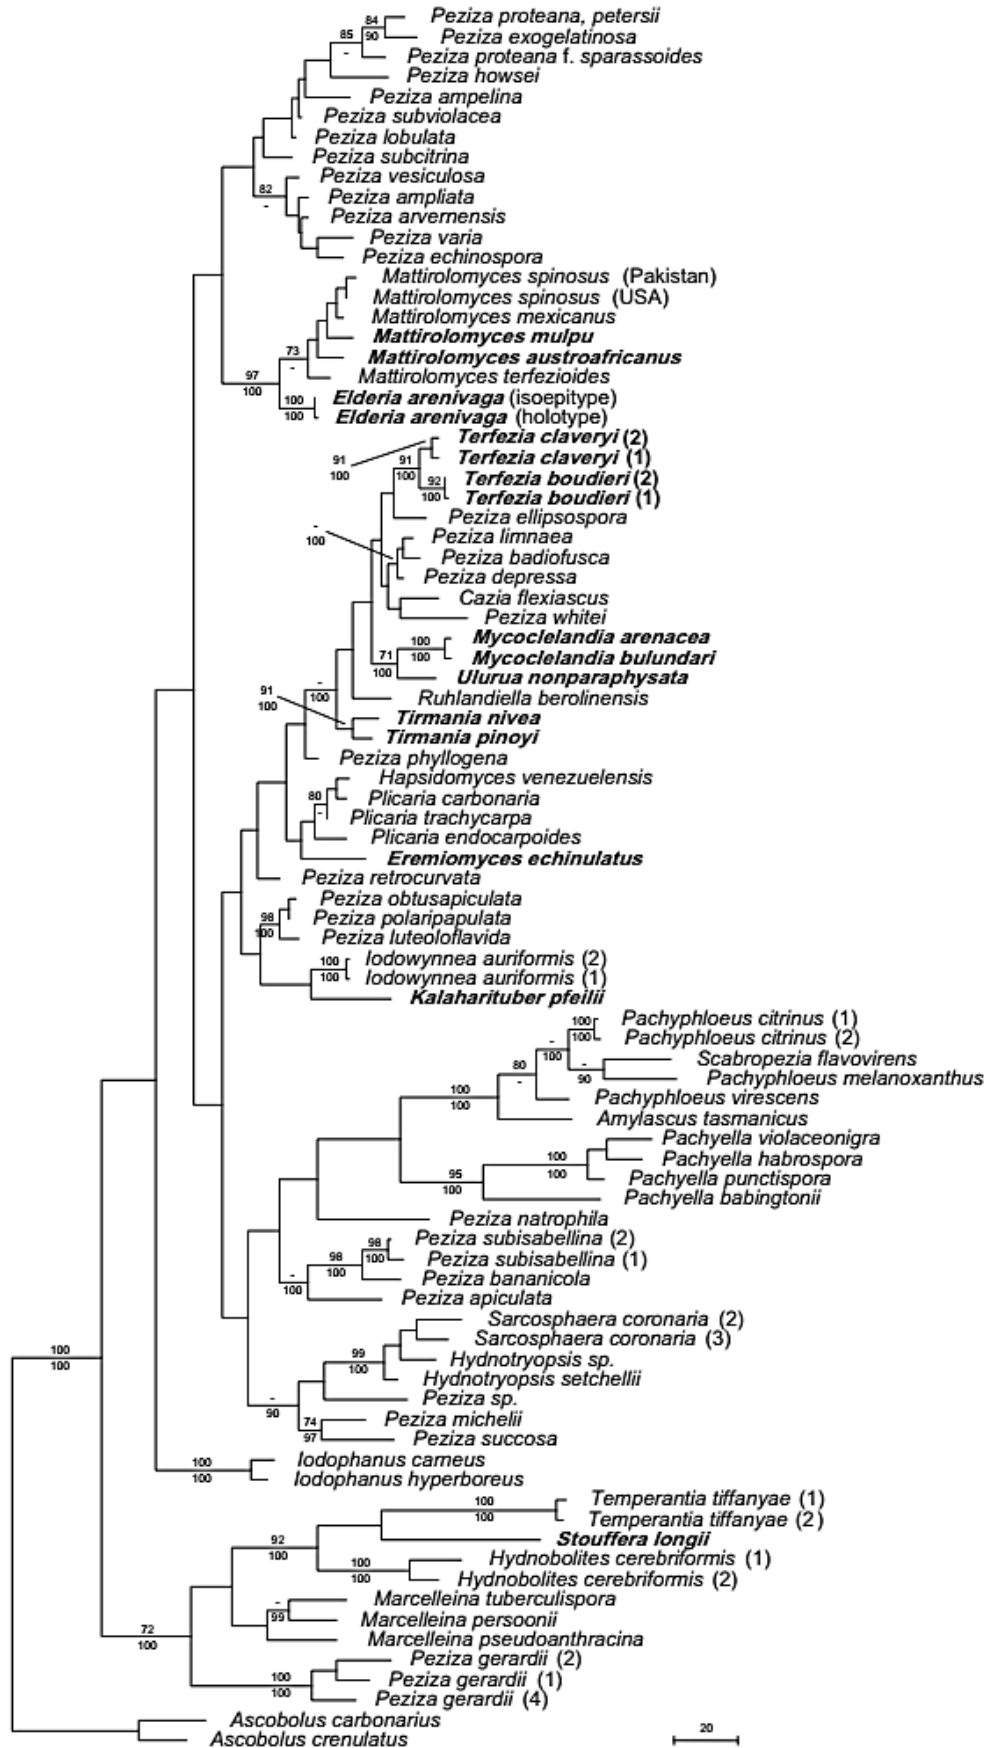 84
Peziza proteana, petersii
85
90
Peziza exogelatinosa
-
Peziza proteana f. sparassoides
Peziza howsei
Peziza ampelina
Peziza subviolacea
Peziza lobulata
Peziza subcitrina
Peziza vesiculosa
82
Peziza ampliata
-
Peziza arvernensis
Peziza varia
Peziza echinospora
Mattirolomyces spinosus (Pakistan)
Mattirolomyces spinosus (USA)
Mattirolomyces mexicanus
Mattirolomyces mulpu
73
Mattirolomyces austroafricanus
-
97
Mattirolomyces terfezioides
100
100
Elderia arenivaga (isoepitype)
100
Elderia arenivaga (holotype)
Terfezia claveryi (2)
91
100
91
Terfezia claveryi (1)
100
92
Terfezia boudieri (2)
100
Terfezia boudieri (1)
Peziza ellipsospora
-
100
Peziza limnaea
Peziza badiofusca
Peziza depressa
Cazia flexiascus
Peziza whitei
100
Mycoclelandia arenacea
71
100
Mycoclelandia bulundari
100
Ulurua nonparaphysata
-
100
Ruhlandiella berolinensis
91
100
Tirmania nivea
Tirmania pinoyi
Peziza phyllogena
Hapsidomyces venezuelensis
80
Plicaria carbonaria
-
Plicaria trachycarpa
Plicaria endocarpoides
Eremiomyces echinulatus
Peziza retrocurvata
Peziza obtusapiculata
98
Peziza polaripapulata
100
Peziza luteoloflavida
100
Iodowynnea auriformis (2)
100
Iodowynnea auriformis (1)
Kalaharituber pfeilii
100
Pachyphloeus citrinus (1)
100
Pachyphloeus citrinus (2)
-
100
Scabropezia flavovirens
80
-
-
90
Pachyphloeus melanoxanthus
100
100
Pachyphloeus virescens
Amylascus tasmanicus
Pachyella violaceonigra
100
Pachyella habrospora
95
100
100
Pachyella punctispora
Pachyella babingtonii
Peziza natrophila
98
Peziza subisabellina (2)
98
100
100
Peziza subisabellina (1)
-
100
Peziza bananicola
Peziza apiculata
Sarcosphaera coronaria (2)
Sarcosphaera coronaria (3)
99
100
Hydnotryopsis sp.
Hydnotryopsis setchellii
-
90
Peziza sp.
74
Peziza michelii
97
Peziza succosa
100
100
100
Iodophanus carneus
100
Iodophanus hyperboreus
100
Temperantia tiffanyae (1)
100
Temperantia tiffanyae (2)
92
100
Stouffera longii
100
Hydnobolites cerebriformis (1)
100
Hydnobolites cerebriformis (2)
-
Marcelleina tuberculispora
99
Marcelleina persoonii
72
100
Marcelleina pseudoanthracina
Peziza gerardii (2)
100
Peziza gerardii (1)
100
Peziza gerardii (4)
Ascobolus carbonarius
Ascobolus crenulatus
20